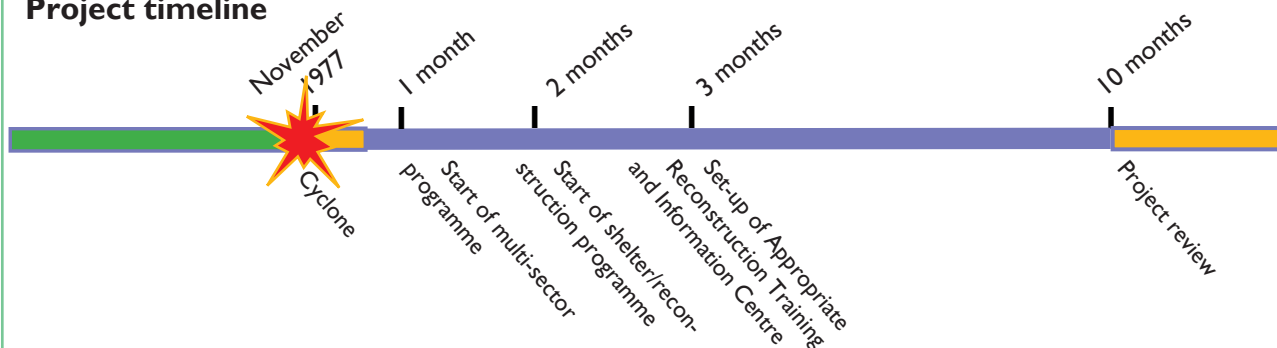 Project timeline
November
1977
1 month
2 months
3 months
10 months
Cyclone
Start of multi-sector
programme
Start of shelter/recon-
struction programme
Set-up of Appropriate
Reconstruction Training
and Information Centre
Project review